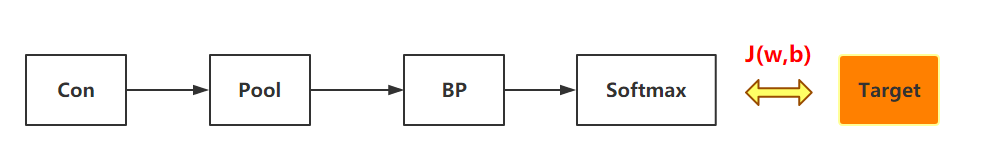 J(w,b)
Con
Pool
BP
Softmax
Target